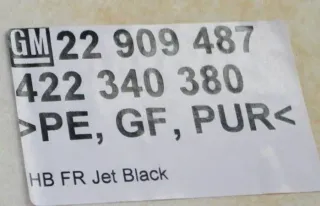 GM 22 909 487
422 340 380
>PE, GF, PUR<
HB FR Jet Black